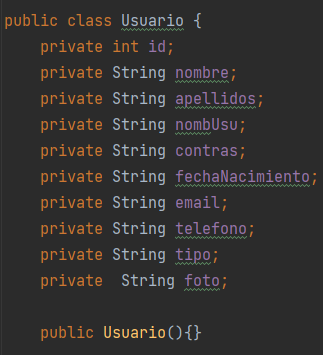 public class Usuario {
    private int id;
    private String nombre;
    private String apellidos;
    private String nombUsu;
    private String contras;
    private String fechaNacimiento;
    private String email;
    private String telefono;
    private String tipo;
    private  String foto;

    public Usuario(){}